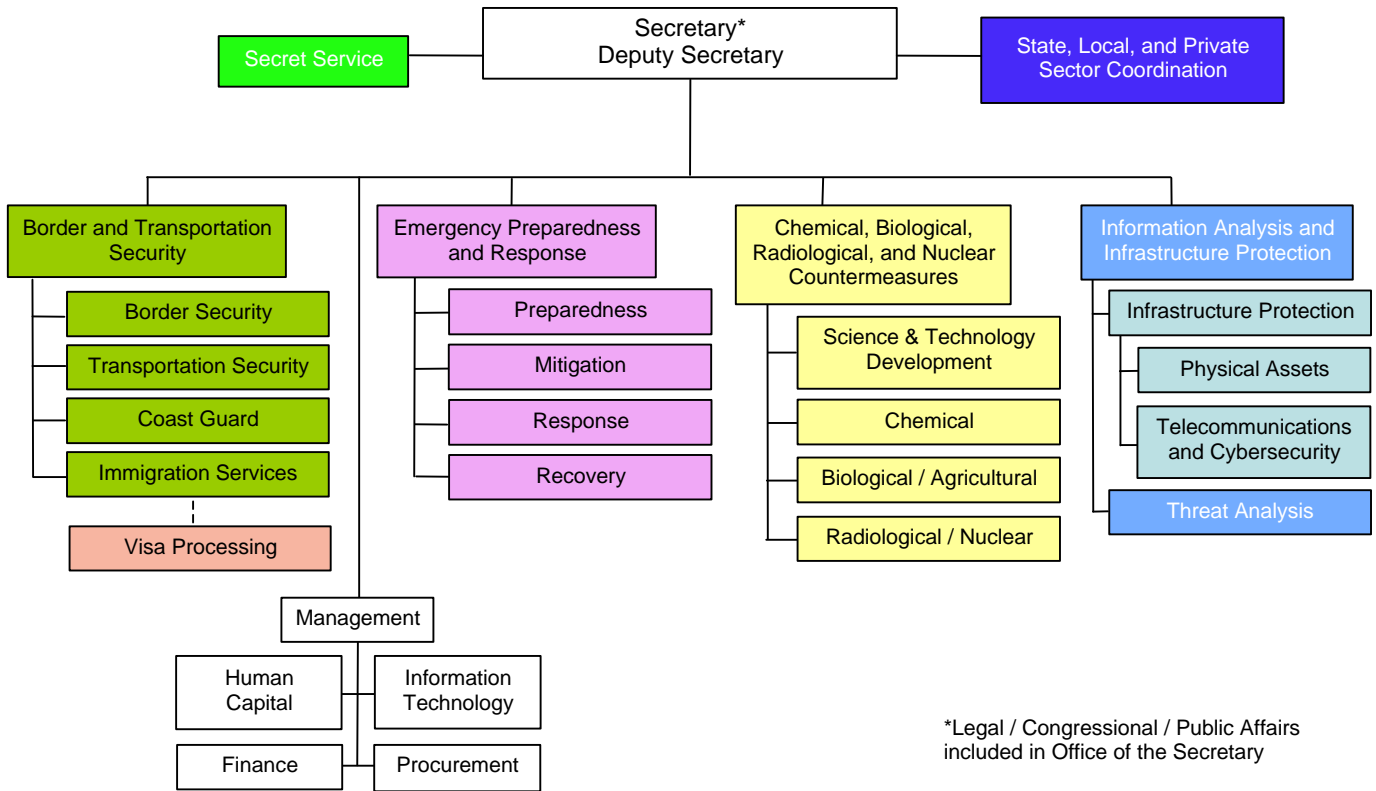 Secretary*
Deputy Secretary
Secret Service
State, Local, and Private
Sector Coordination
Border and Transportation
Security
Border Security
Transportation Security
Coast Guard
Immigration Services
Visa Processing
Emergency Preparedness
and Response
Preparedness
Mitigation
Response
Recovery
Chemical, Biological,
Radiological, and Nuclear
Countermeasures
Science & Technology
Development
Chemical
Biological / Agricultural
Radiological / Nuclear
Information Analysis and
Infrastructure Protection
Infrastructure Protection
Physical Assets
Telecommunications
and Cybersecurity
Threat Analysis
Management
Human
Capital
Information
Technology
Finance
Procurement
*Legal / Congressional / Public Affairs
included in Office of the Secretary